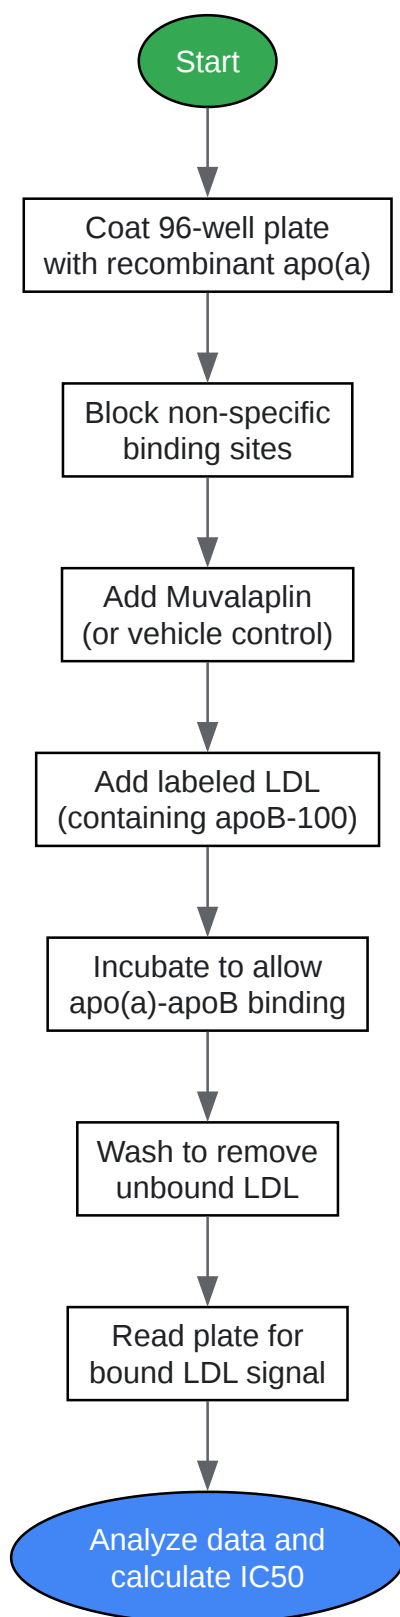 Start
Coat 96-well plate
with recombinant apo(a)
Block non-specific
binding sites
Add Muvalaplin
(or vehicle control)
Add labeled LDL
(containing apoB-100)
Incubate to allow
apo(a)-apoB binding
Wash to remove
unbound LDL
Read plate for
bound LDL signal
Analyze data and
calculate IC50